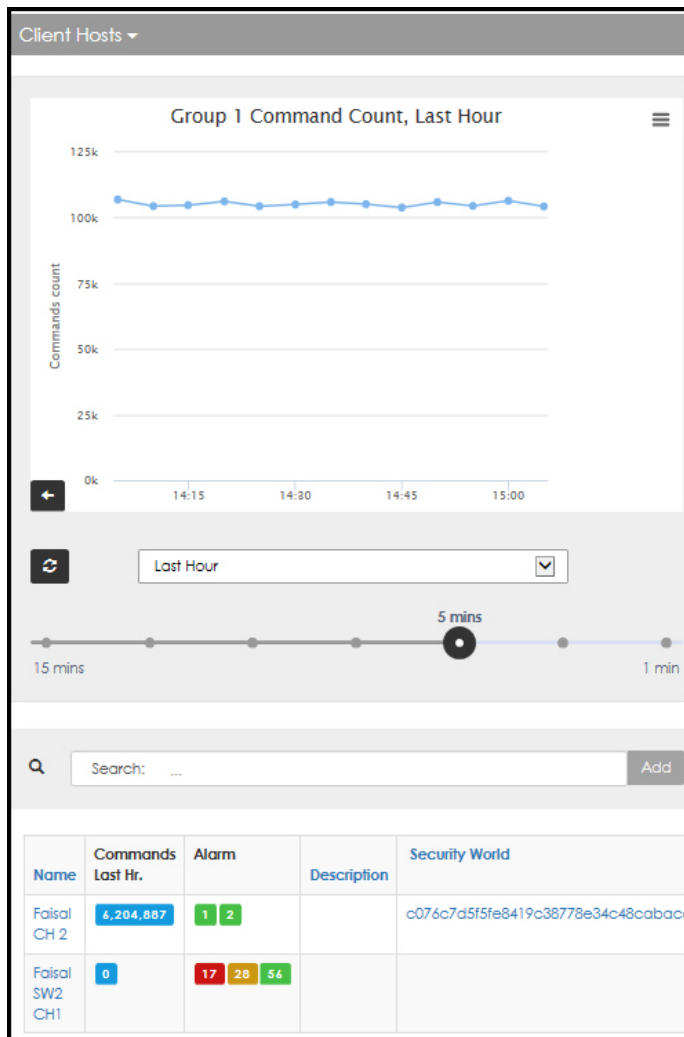 Client Hosts
Group 1 Command Count, Last Hour
125k
100k
75k
50k
25k
0k
Commands count
14:15 14:30 14:45 15:00
Last Hour
5 mins
15 mins 1 min
Search: ... Add
Name Commands Last Hr. Alarm Description Security World
Faisal CH 2 6,204,887 1 2
Faisal SW2 CH1 0 17 28 56